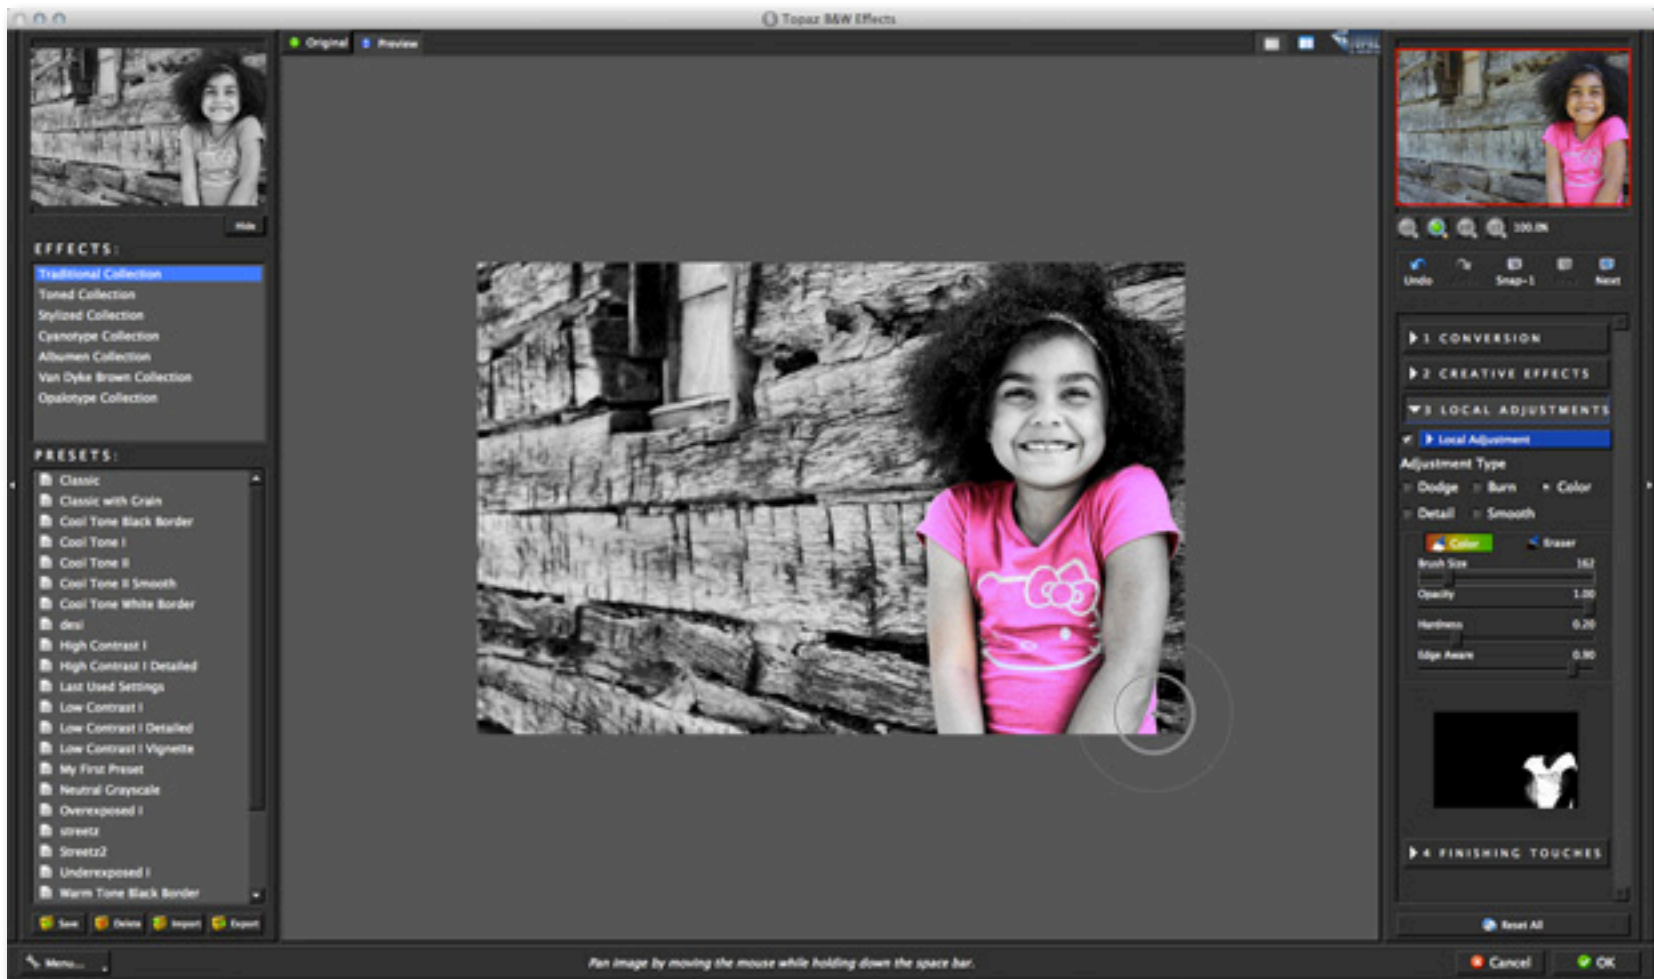 Topaz B&W Effects
Original
Preview
Hide
EFFECTS:
Traditional Collection
Toned Collection
Stylized Collection
Cyanotype Collection
Albumen Collection
Van Dyke Brown Collection
Opalotype Collection
PRESETS:
Classic
Classic with Grain
Cool Tone Black Border
Cool Tone I
Cool Tone II
Cool Tone II Smooth
Cool Tone White Border
desi
High Contrast I
High Contrast I Detailed
Last Used Settings
Low Contrast I
Low Contrast I Detailed
Low Contrast I Vignette
My First Preset
Neutral Grayscale
Overexposed I
streetz
Streetz2
Underexposed I
Warm Tone Black Border
Save Delete Import Export
Menu...
Pan image by moving the mouse while holding down the space bar.
100.0%
Undo Snap-1 Next
1 CONVERSION
2 CREATIVE EFFECTS
3 LOCAL ADJUSTMENTS
Local Adjustment
Adjustment Type
Dodge Burn Color
Detail Smooth
Color Eraser
Brush Size 162
Opacity 1.00
Hardness 0.20
Edge Aware 0.90
4 FINISHING TOUCHES
Reset All
Cancel OK